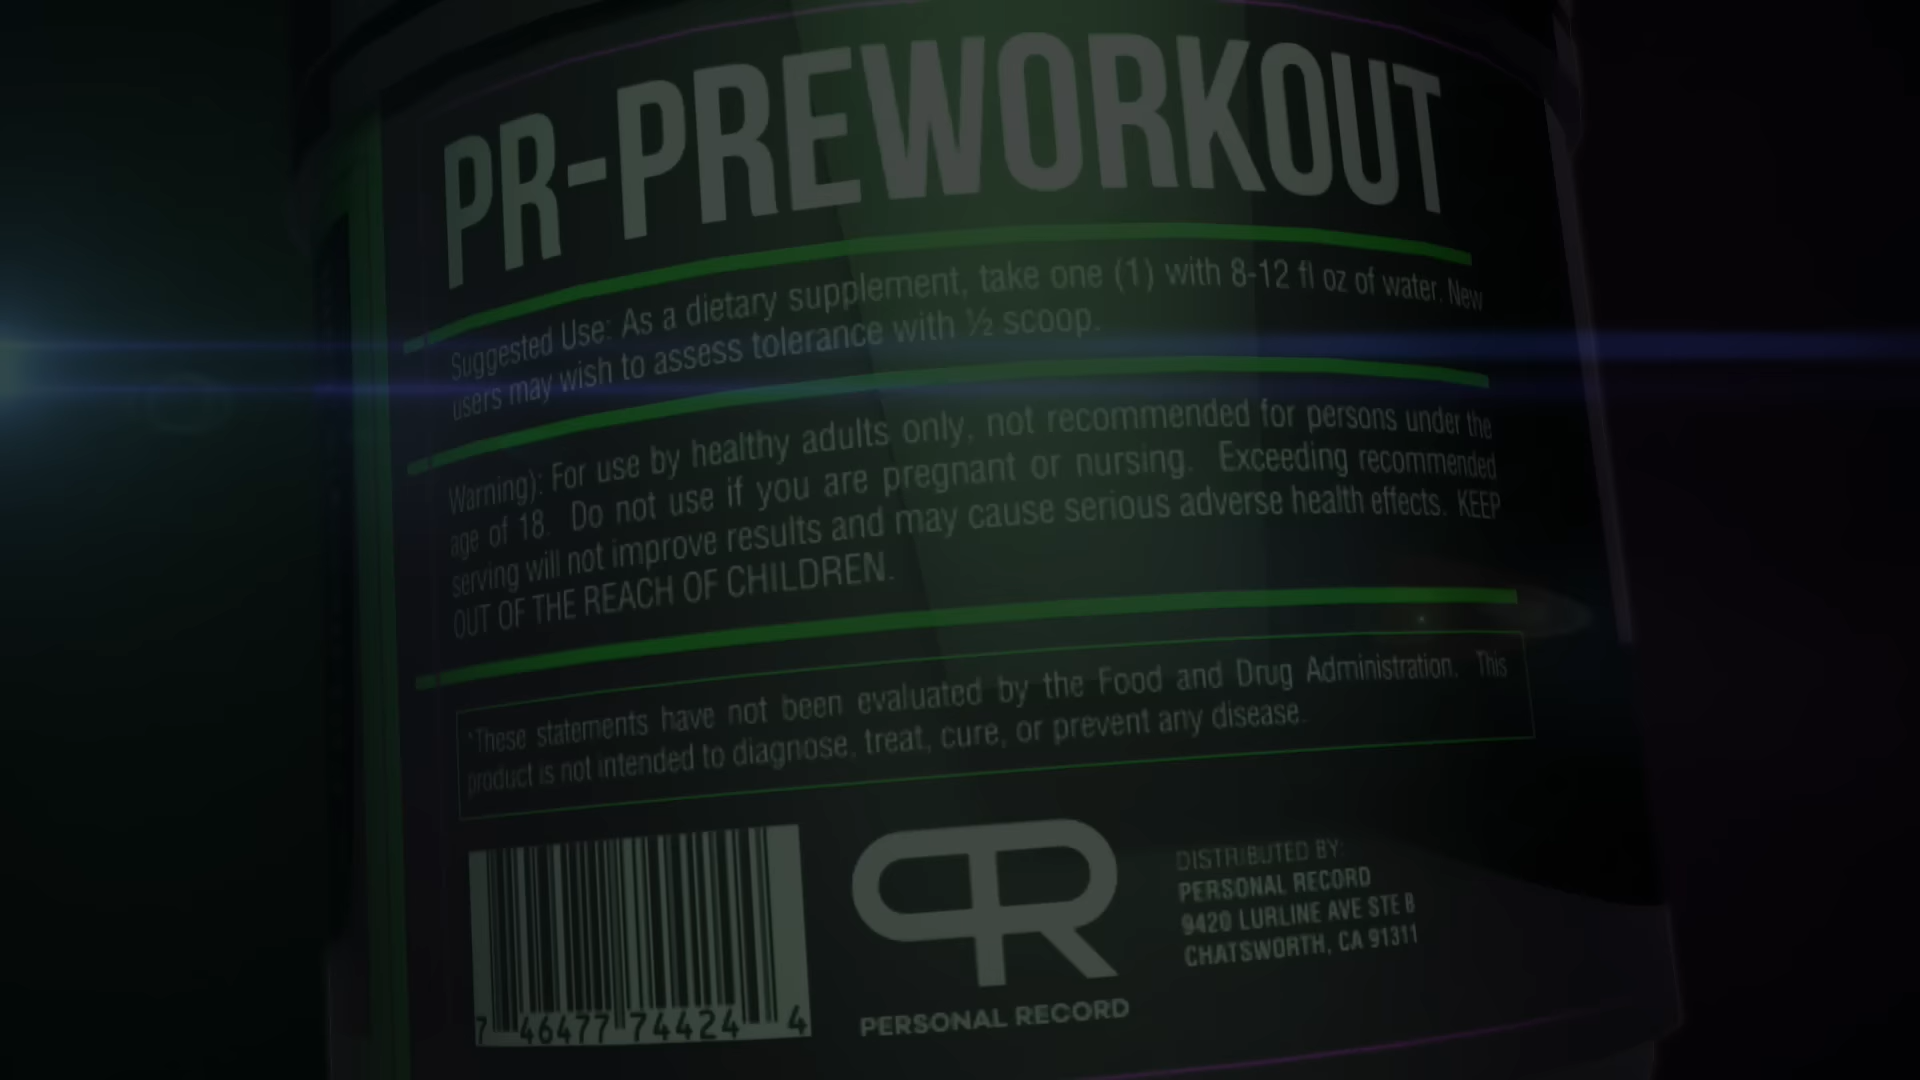 PR-PREWORKOUT
Suggested Use: As a dietary supplement, take one (1) with 8-12 fl oz of water. New
users may wish to assess tolerance with ½ scoop.
Warning): For use by healthy adults only, not recommended for persons under the
age of 18. Do not use if you are pregnant or nursing. Exceeding recommended
serving will not improve results and may cause serious adverse health effects. KEEP
OUT OF THE REACH OF CHILDREN.
*These statements have not been evaluated by the Food and Drug Administration. This
product is not intended to diagnose, treat, cure, or prevent any disease.
7 46477 74424 4
PR
PERSONAL RECORD
DISTRIBUTED BY:
PERSONAL RECORD
9420 LURLINE AVE STE B
CHATSWORTH, CA 91311